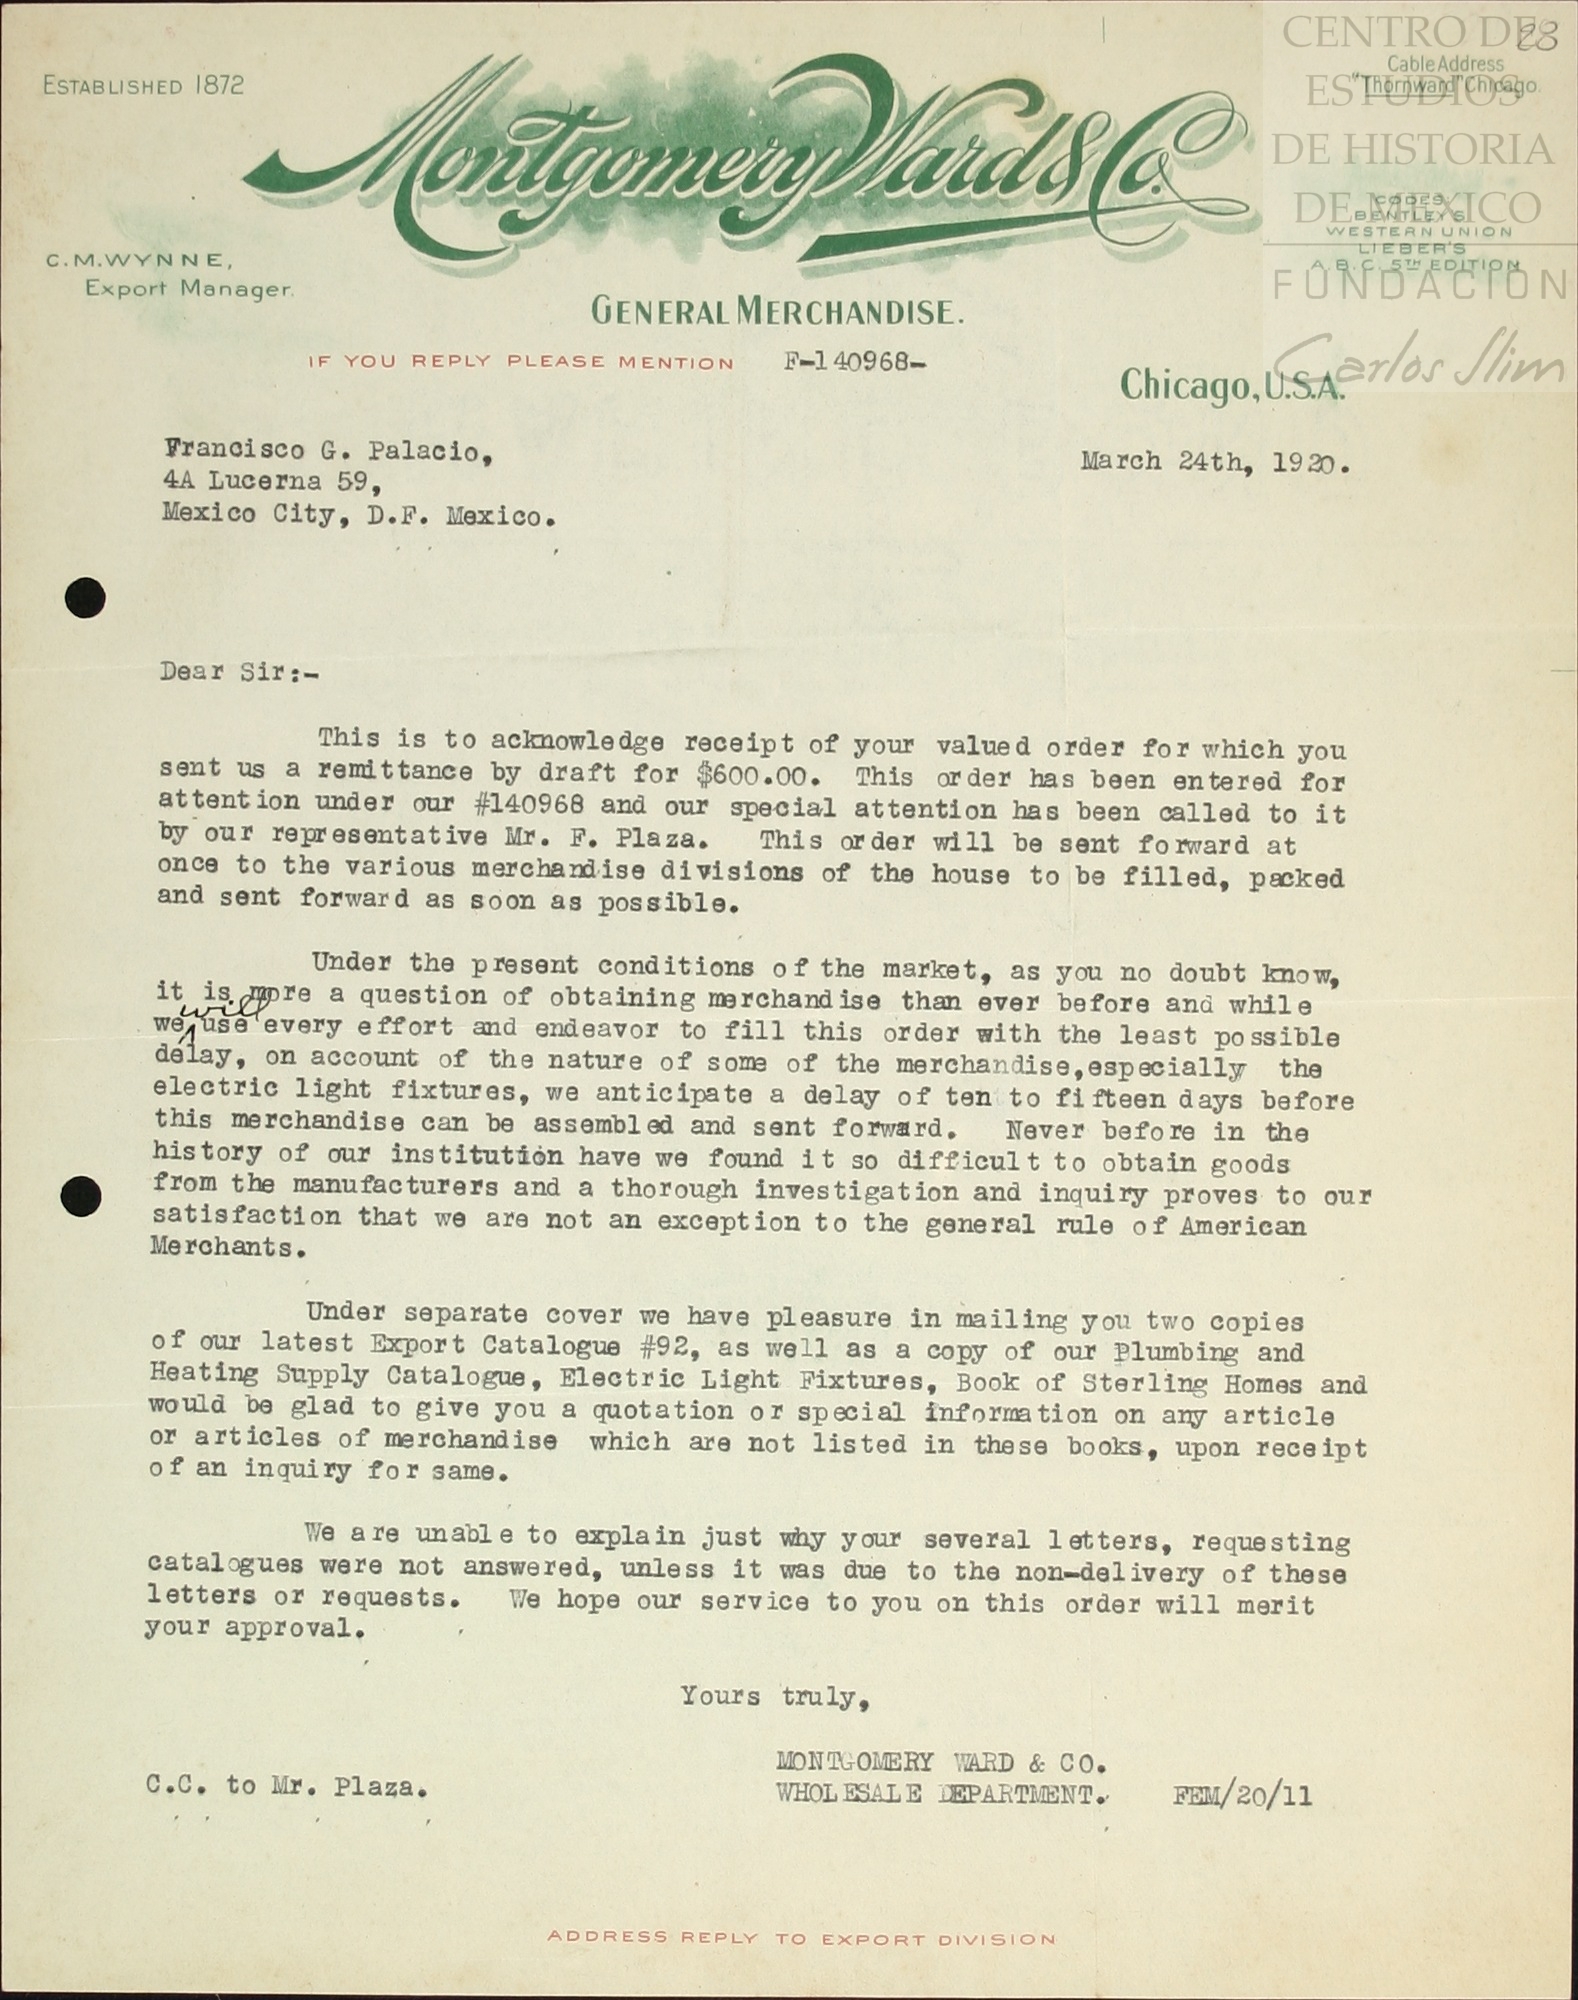 CENTRO DE
ESTUDIOS
DE HISTORIA
DE MEXICO
FUNDACION
Carlos Slim
23
ESTABLISHED 1872
Cable Address
"Thornward" Chicago.
Montgomery Ward & Co.
CODES
BENTLEY'S
WESTERN UNION
LIEBER'S
A.B.C. 5TH EDITION
C.M.WYNNE,
Export Manager.
GENERAL MERCHANDISE.
IF YOU REPLY PLEASE MENTION F-140968-
Chicago, U.S.A.
Francisco G. Palacio,
4A Lucerna 59,
Mexico City, D.F. Mexico.
March 24th, 1920.
Dear Sir:-
This is to acknowledge receipt of your valued order for which you
sent us a remittance by draft for $600.00. This order has been entered for
attention under our #140968 and our special attention has been called to it
by our representative Mr. F. Plaza. This order will be sent forward at
once to the various merchandise divisions of the house to be filled, packed
and sent forward as soon as possible.
Under the present conditions of the market, as you no doubt know,
it is more a question of obtaining merchandise than ever before and while
we will use every effort and endeavor to fill this order with the least possible
delay, on account of the nature of some of the merchandise,especially the
electric light fixtures, we anticipate a delay of ten to fifteen days before
this merchandise can be assembled and sent forward. Never before in the
history of our institution have we found it so difficult to obtain goods
from the manufacturers and a thorough investigation and inquiry proves to our
satisfaction that we are not an exception to the general rule of American
Merchants.
Under separate cover we have pleasure in mailing you two copies
of our latest Export Catalogue #92, as well as a copy of our Plumbing and
Heating Supply Catalogue, Electric Light Fixtures, Book of Sterling Homes and
would be glad to give you a quotation or special information on any article
or articles of merchandise which are not listed in these books, upon receipt
of an inquiry for same.
We are unable to explain just why your several letters, requesting
catalogues were not answered, unless it was due to the non-delivery of these
letters or requests. We hope our service to you on this order will merit
your approval.
Yours truly,
MONTGOMERY WARD & CO.
C.C. to Mr. Plaza.
WHOLESALE DEPARTMENT. FEM/20/11
ADDRESS REPLY TO EXPORT DIVISION